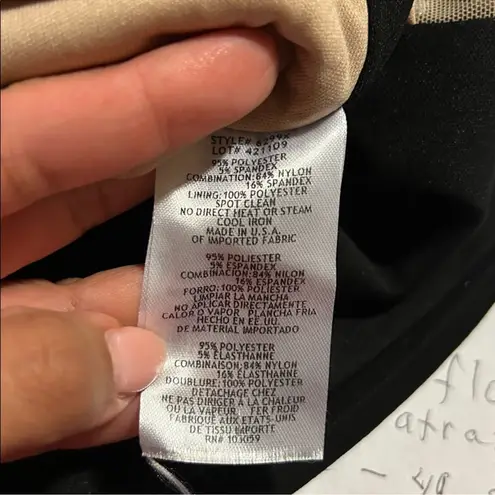 STYLE# 8299X
LOT# 421109
95% POLYESTER
5% SPANDEX
COMBINATION: 84% NYLON
16% SPANDEX
LINING: 100% POLYESTER
SPOT CLEAN
NO DIRECT HEAT OR STEAM
COOL IRON
MADE IN U.S.A.
OF IMPORTED FABRIC
95% POLIESTER
5% ESPANDEX
COMBINACION: 84% NILON
16% ESPANDEX
FORRO: 100% POLIESTER
LIMPIAR LA MANCHA
NO APLICAR DIRECTAMENTE
CALOR O VAPOR PLANCHA FRIA
HECHO EN EE.UU.
DE MATERIAL IMPORTADO
95% POLYESTER
5% ELASTHANNE
COMBINAISON: 84% NYLON
16% ELASTHANNE
DOUBLURE: 100% POLYESTER
DETACHAGE CHEZ
NE PAS DIRIGER À LA CHALEUR
OU LA VAPEUR. FER FROID
FABRIQUE AUX ETATS-UNIS
DE TISSU IMPORTE
RN# 103059
flo
afra